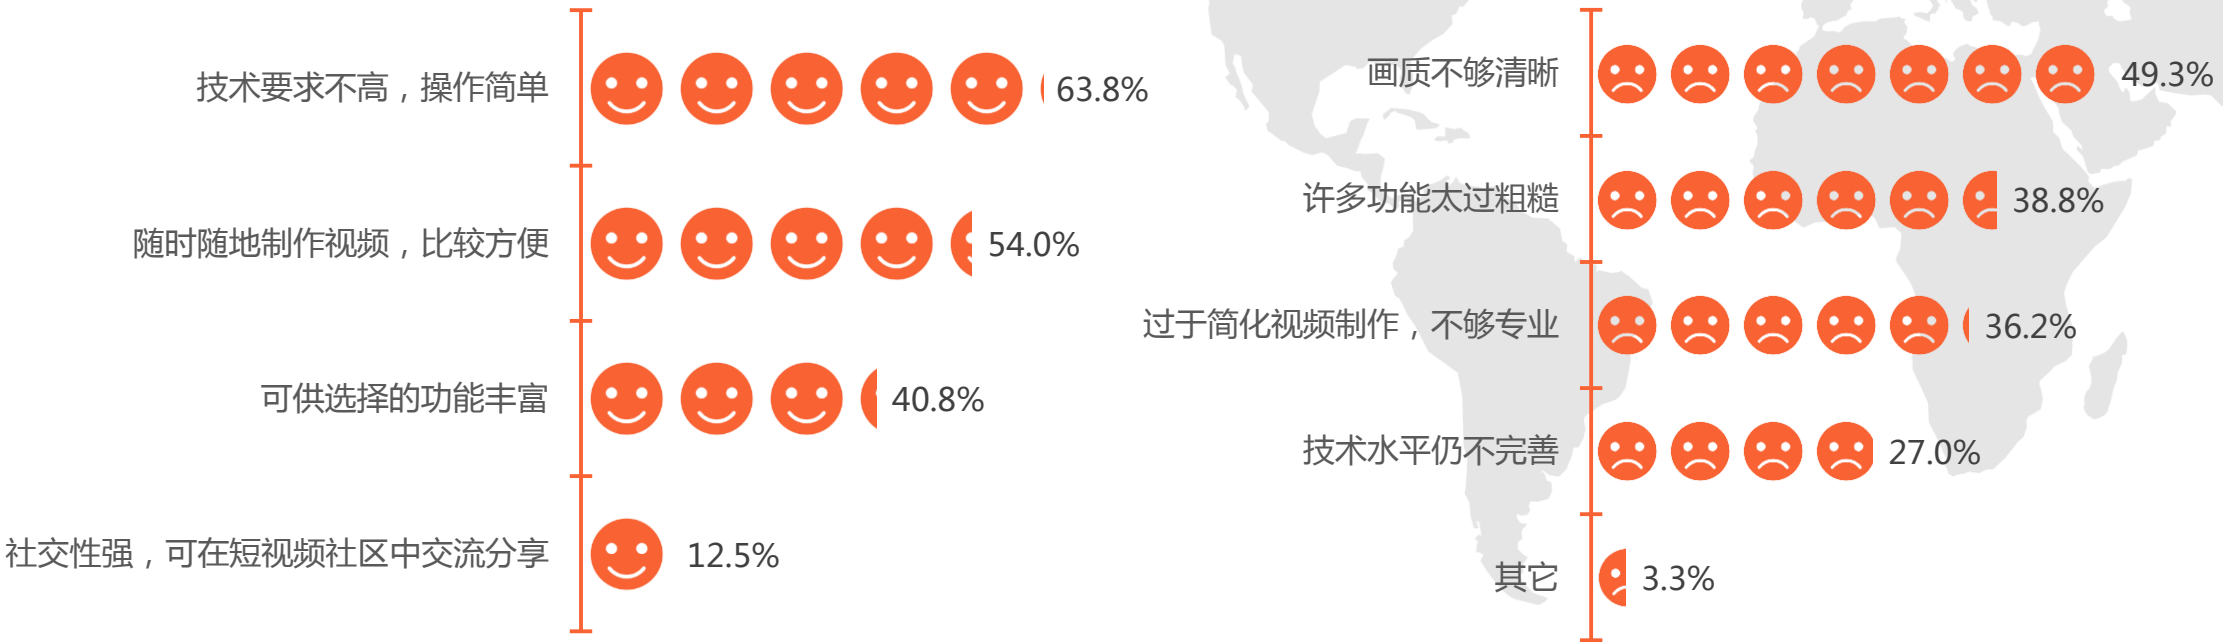 技术要求不高，操作简单
63.8%
随时随地制作视频，比较方便
54.0%
可供选择的功能丰富
40.8%
社交性强，可在短视频社区中交流分享
12.5%
画质不够清晰
49.3%
许多功能太过粗糙
38.8%
过于简化视频制作，不够专业
36.2%
技术水平仍不完善
27.0%
其它
3.3%